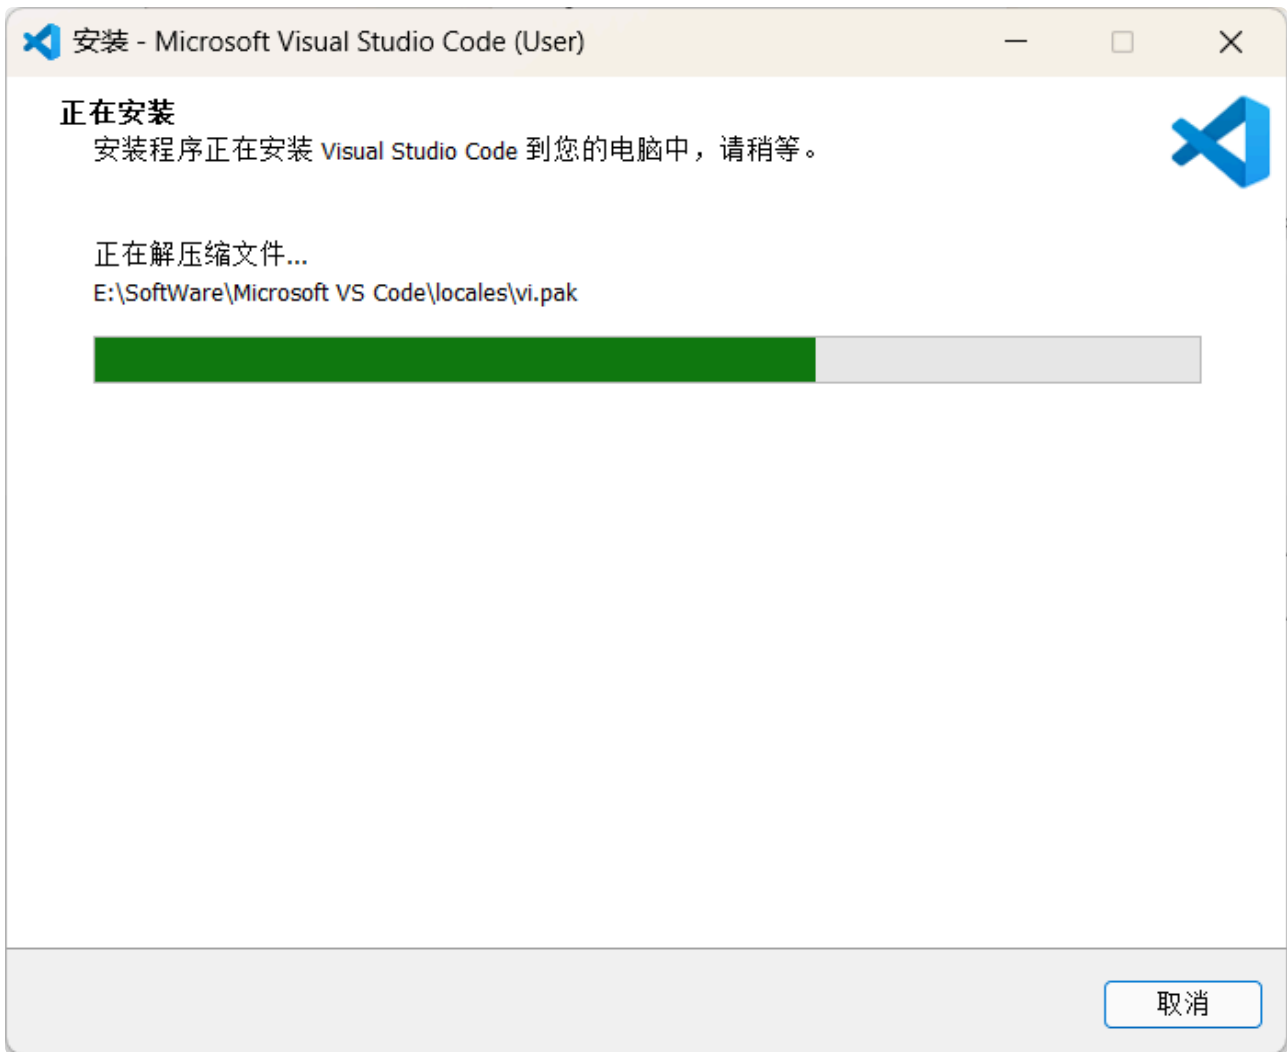 安装 - Microsoft Visual Studio Code (User)
正在安装
安装程序正在安装 Visual Studio Code 到您的电脑中，请稍等。
正在解压缩文件...
E:\SoftWare\Microsoft VS Code\locales\vi.pak
取消